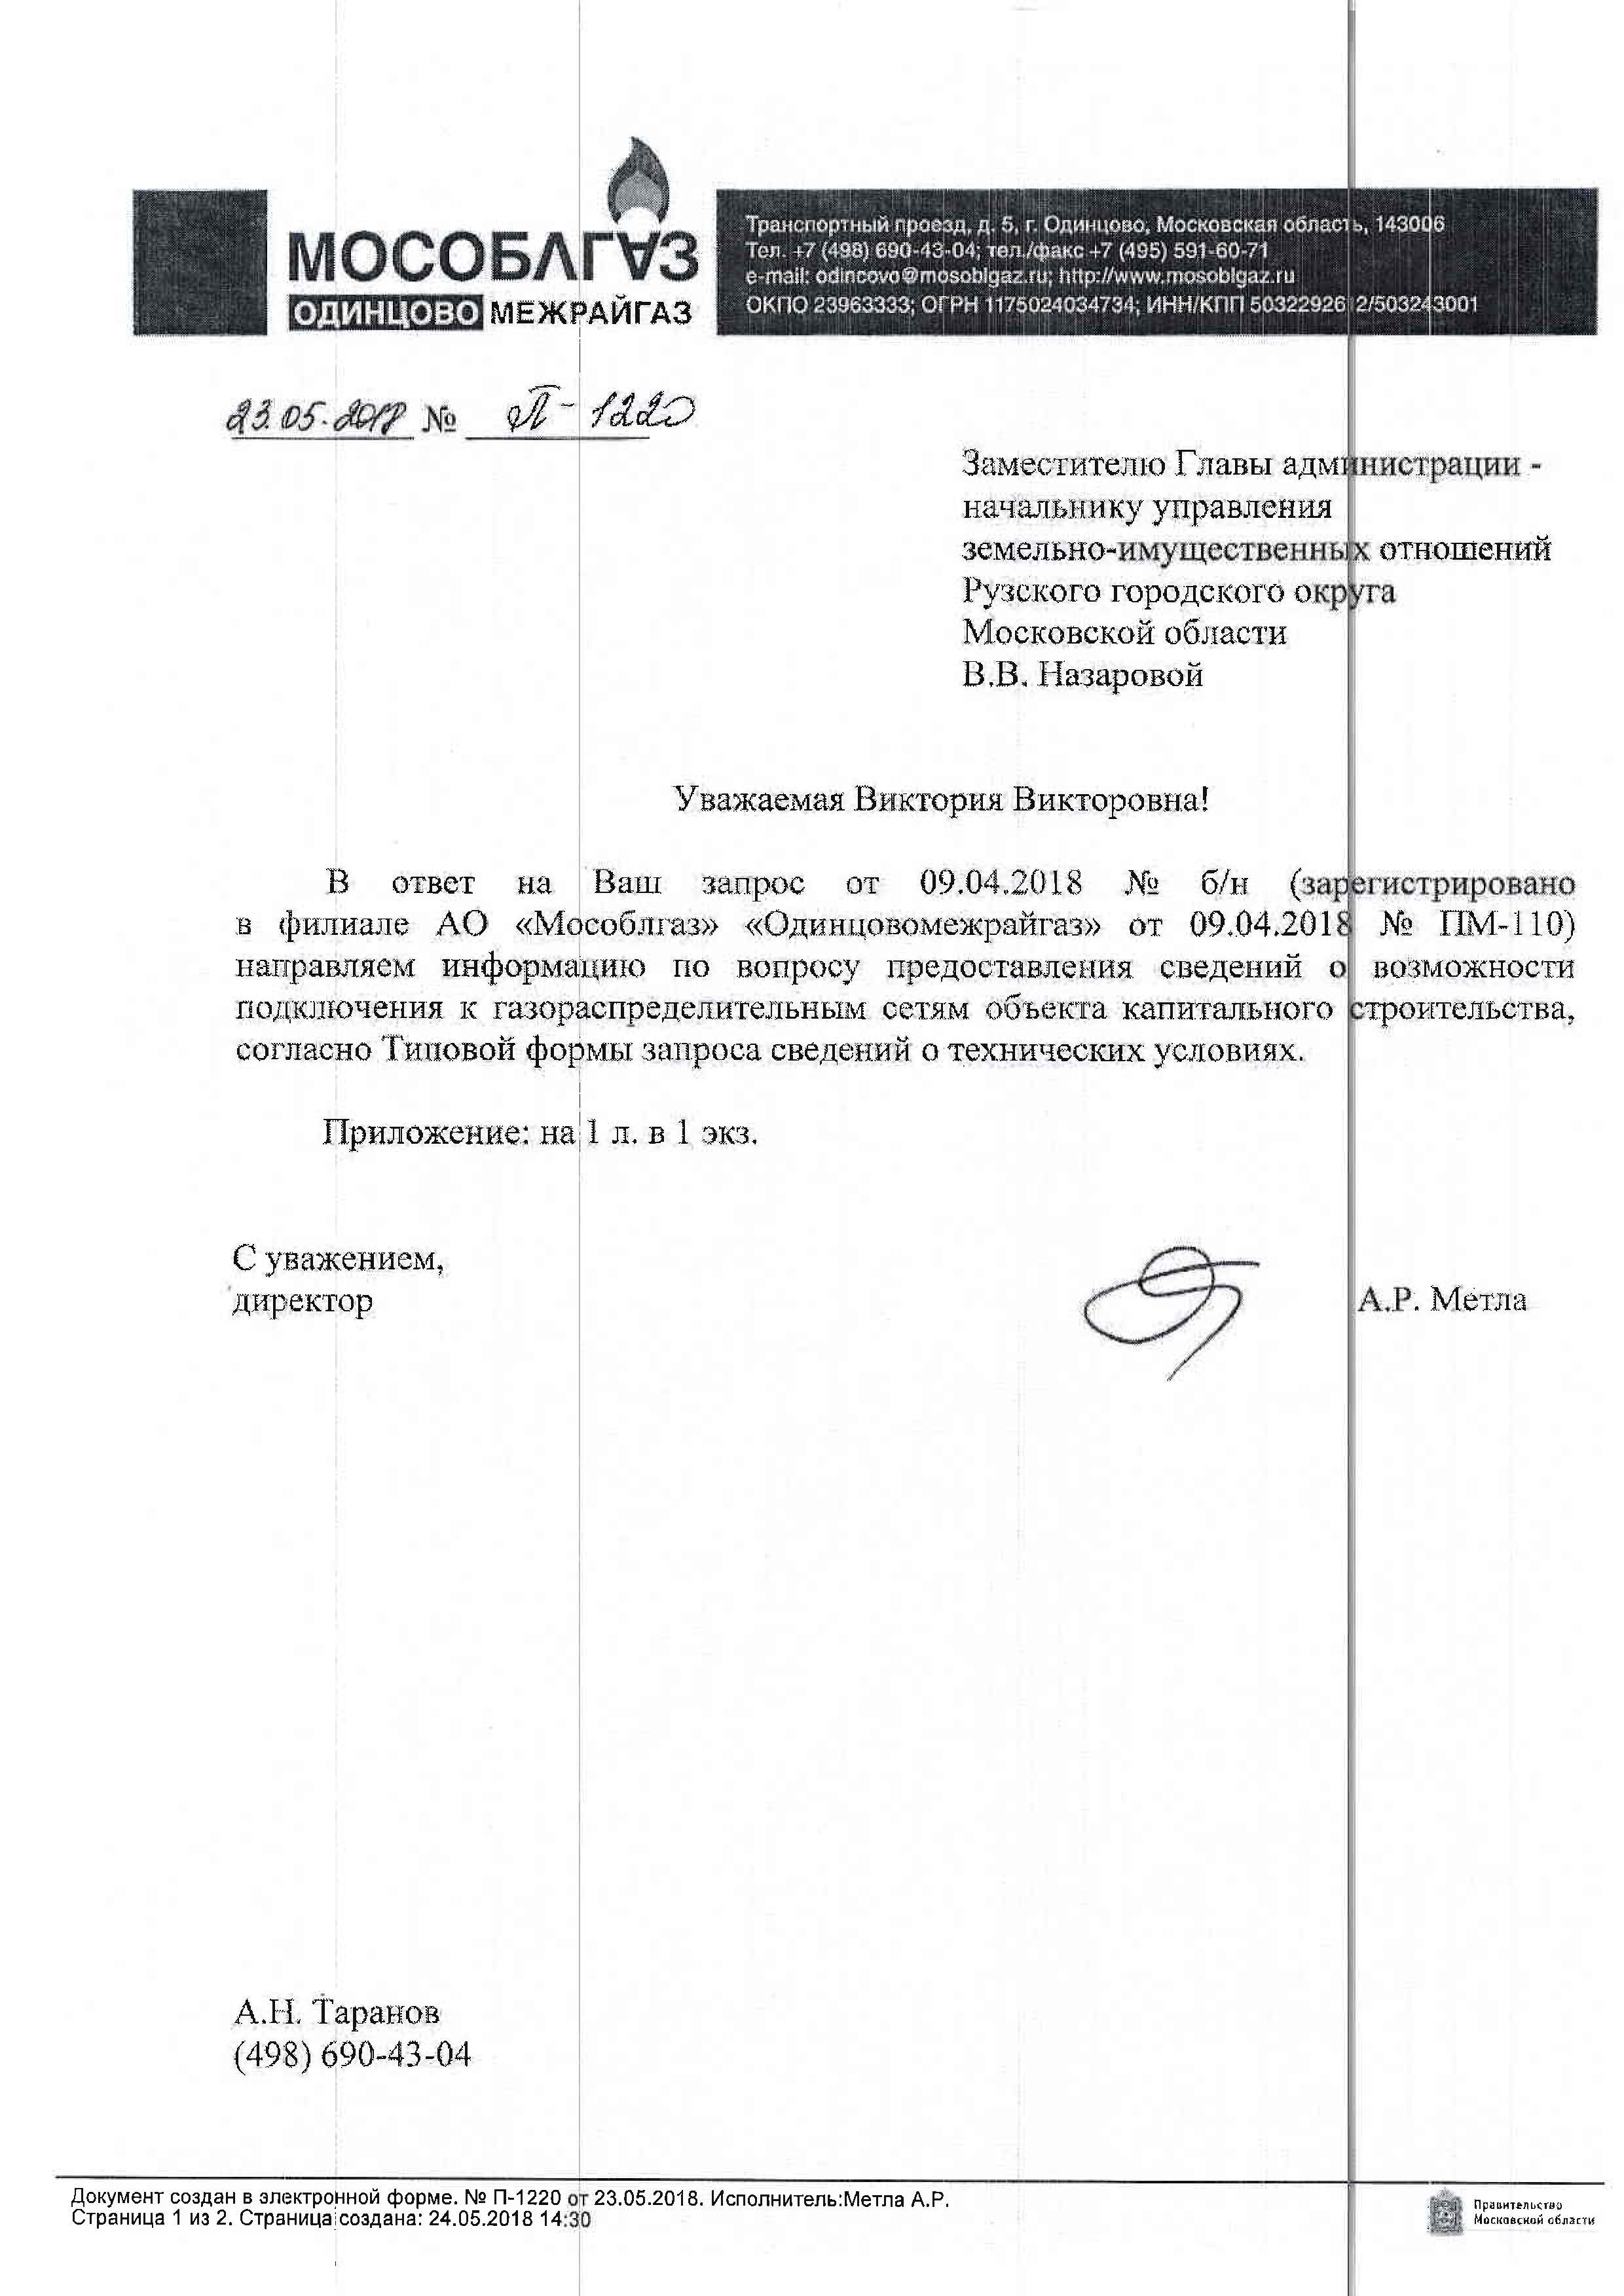 МОСОБЛГАЗ
ОДИНЦОВО МЕЖРАЙГАЗ
Транспортный проезд, д. 5, г. Одинцово, Московская область, 143006
Тел. +7 (498) 690-43-04; тел./факс +7 (495) 591-60-71
e-mail: odincovo@mosoblgaz.ru; http://www.mosoblgaz.ru
ОКПО 23963333; ОГРН 1175024034734; ИНН/КПП 5032292612/503243001
23.05.2018 № П-1220
Заместителю Главы администрации -
начальнику управления
земельно-имущественных отношений
Рузского городского округа
Московской области
В.В. Назаровой
Уважаемая Виктория Викторовна!
В ответ на Ваш запрос от 09.04.2018 № б/н (зарегистрировано
в филиале АО «Мособлгаз» «Одинцовомежрайгаз» от 09.04.2018 № ПМ-110)
направляем информацию по вопросу предоставления сведений о возможности
подключения к газораспределительным сетям объекта капитального строительства,
согласно Типовой формы запроса сведений о технических условиях.
Приложение: на 1 л. в 1 экз.
С уважением,
директор
А.Р. Метла
А.Н. Таранов
(498) 690-43-04
Документ создан в электронной форме. № П-1220 от 23.05.2018. Исполнитель:Метла А.Р.
Страница 1 из 2. Страница создана: 24.05.2018 14:30
Правительство
Московской области